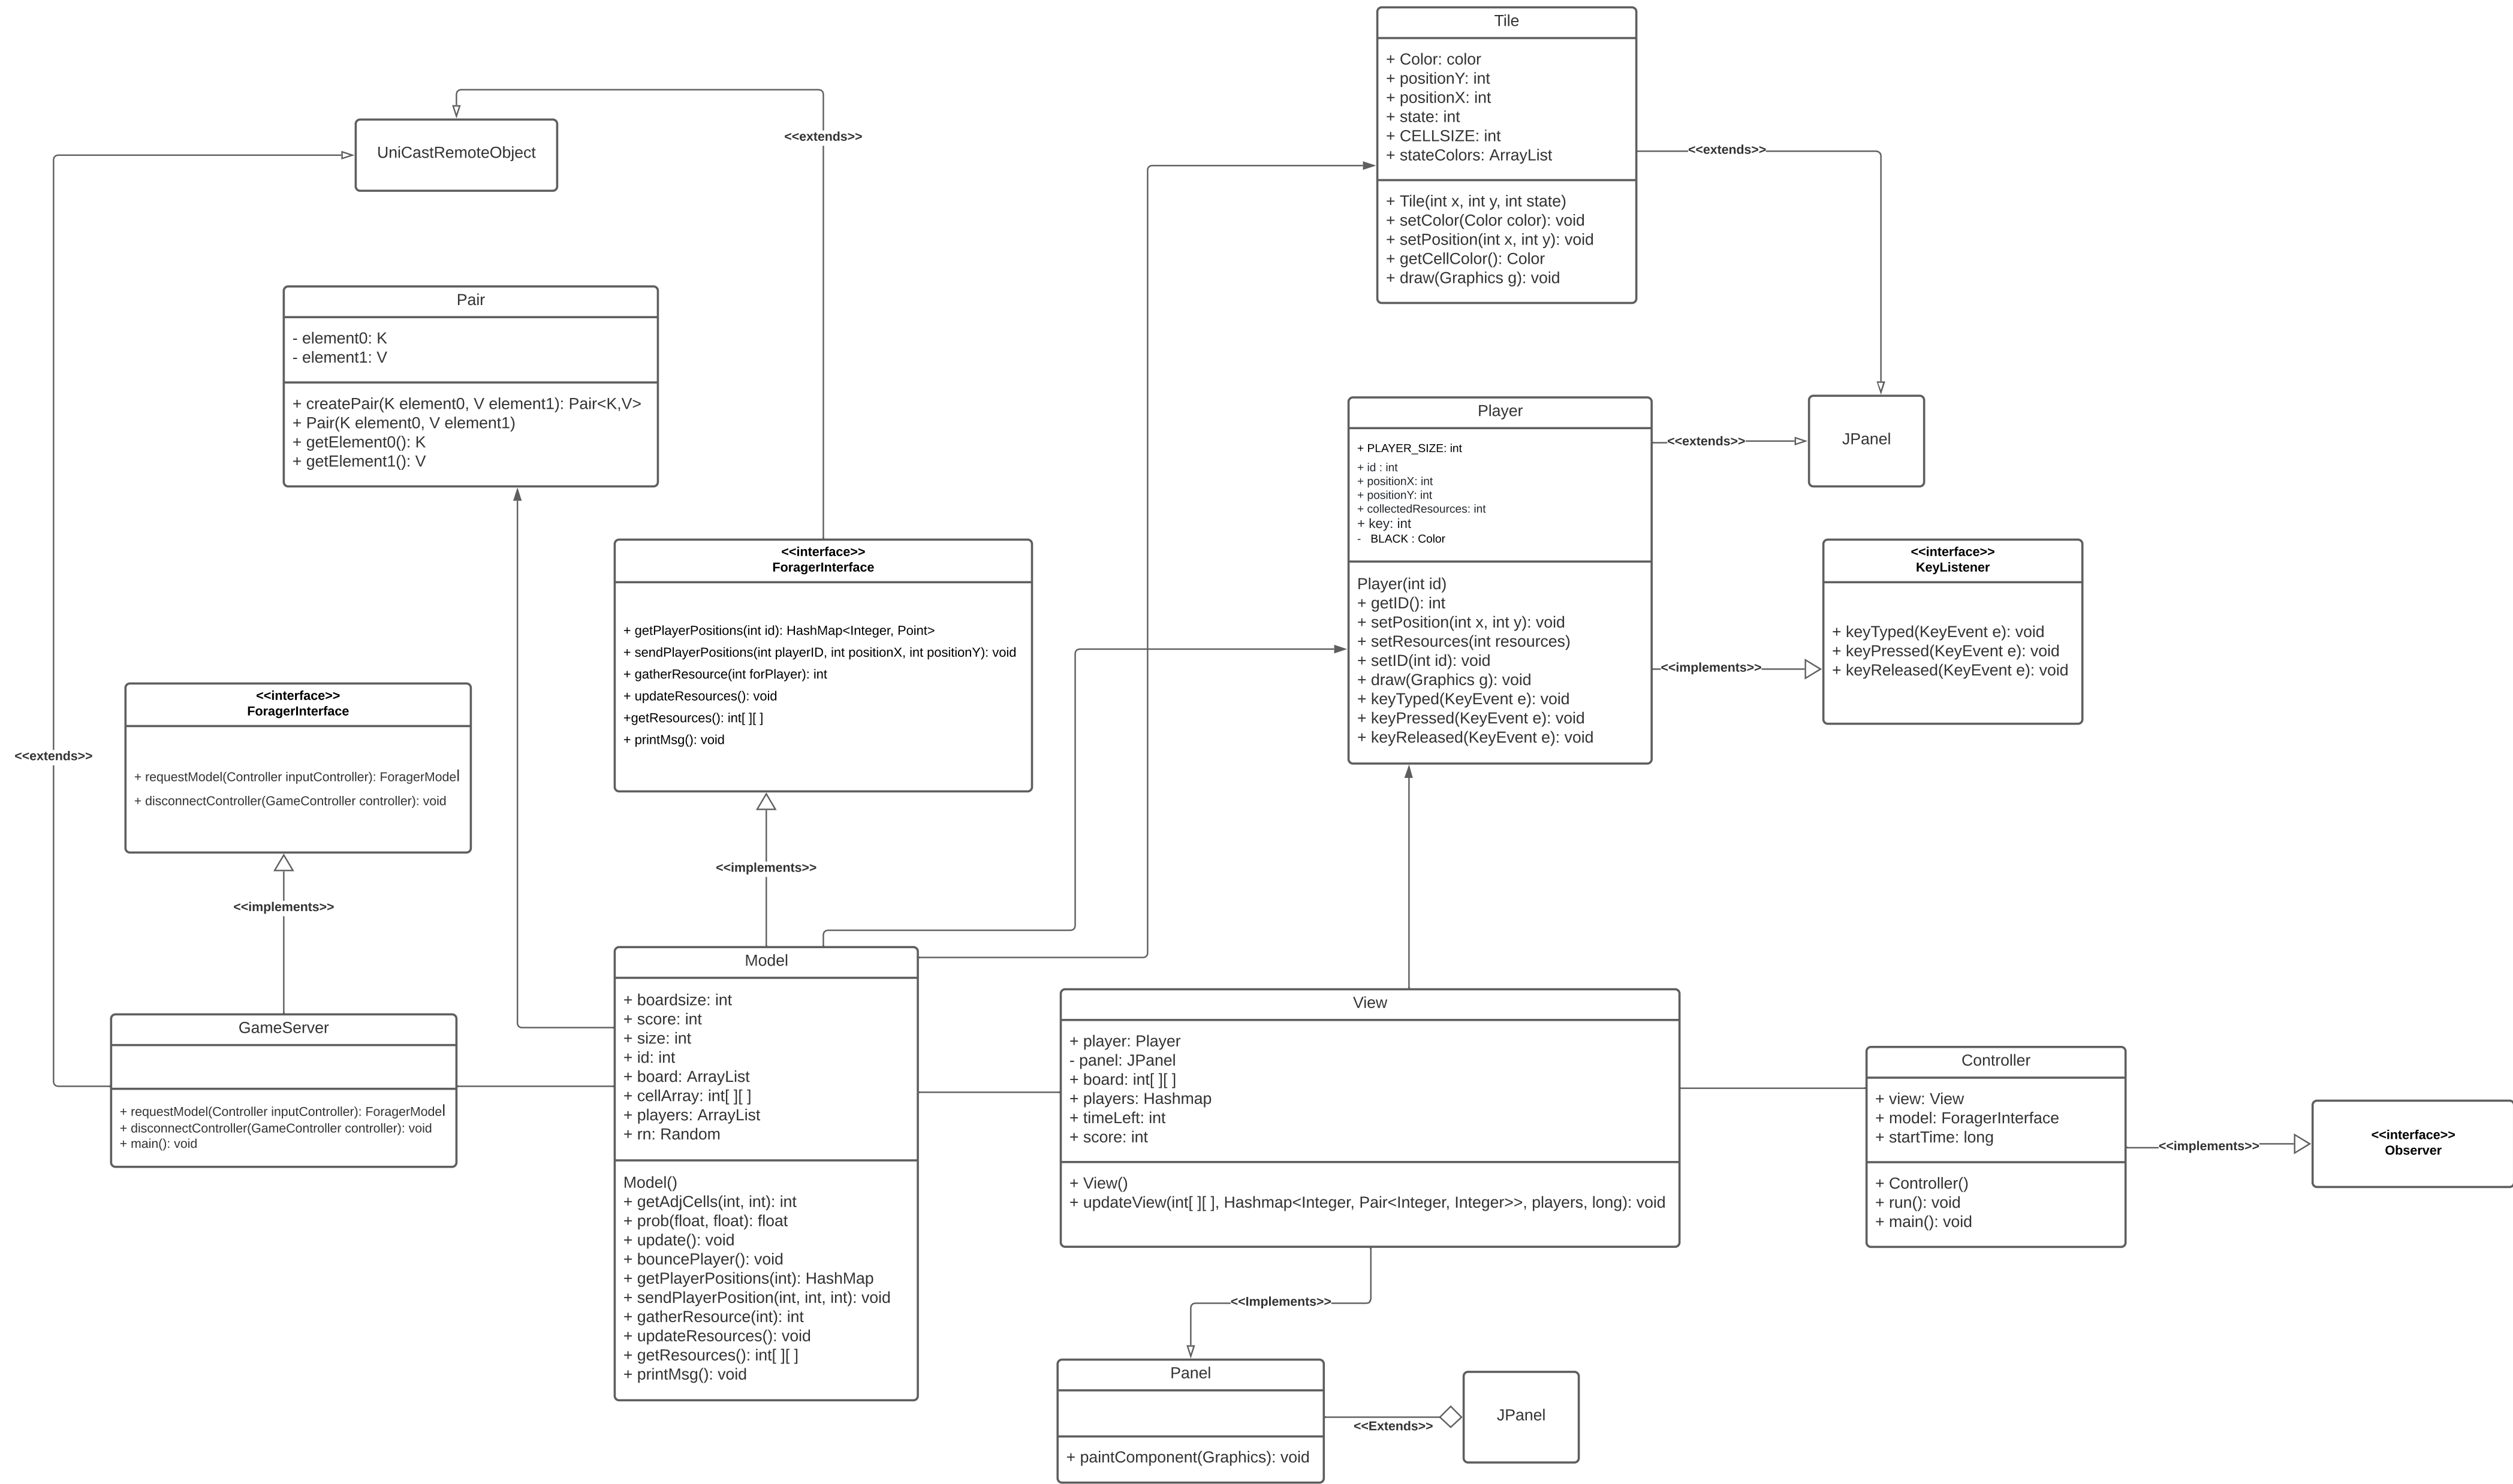 Tile
+ Color: color
+ positionY: int
+ positionX: int
+ state: int
+ CELLSIZE: int
+ stateColors: ArrayList
+ Tile(int x, int y, int state)
+ setColor(Color color): void
+ setPosition(int x, int y): void
+ getCellColor(): Color
+ draw(Graphics g): void
<<extends>>
<<extends>>
UniCastRemoteObject
Pair
- element0: K
- element1: V
+ createPair(K element0, V element1): Pair<K,V>
+ Pair(K element0, V element1)
+ getElement0(): K
+ getElement1(): V
Player
+ PLAYER_SIZE: int
+ id : int
+ positionX: int
+ positionY: int
+ collectedResources: int
+ key: int
- BLACK : Color
Player(int id)
+ getID(): int
+ setPosition(int x, int y): void
+ setResources(int resources)
+ setID(int id): void
+ draw(Graphics g): void
+ keyTyped(KeyEvent e): void
+ keyPressed(KeyEvent e): void
+ keyReleased(KeyEvent e): void
<<extends>>
JPanel
<<interface>>
KeyListener
+ keyTyped(KeyEvent e): void
+ keyPressed(KeyEvent e): void
+ keyReleased(KeyEvent e): void
<<implements>>
<<interface>>
ForagerInterface
+ getPlayerPositions(int id): HashMap<Integer, Point>
+ sendPlayerPositions(int playerID, int positionX, int positionY): void
+ gatherResource(int forPlayer): int
+ updateResources(): void
+getResources(): int[ ][ ]
+ printMsg(): void
<<interface>>
ForagerInterface
+ requestModel(Controller inputController): ForagerModel
+ disconnectController(GameController controller): void
<<extends>>
<<implements>>
<<implements>>
GameServer
+ requestModel(Controller inputController): ForagerModel
+ disconnectController(GameController controller): void
+ main(): void
Model
+ boardsize: int
+ score: int
+ size: int
+ id: int
+ board: ArrayList
+ cellArray: int[ ][ ]
+ players: ArrayList
+ rn: Random
Model()
+ getAdjCells(int, int): int
+ prob(float, float): float
+ update(): void
+ bouncePlayer(): void
+ getPlayerPositions(int): HashMap
+ sendPlayerPosition(int, int, int): void
+ gatherResource(int): int
+ updateResources(): void
+ getResources(): int[ ][ ]
+ printMsg(): void
View
+ player: Player
- panel: JPanel
+ board: int[ ][ ]
+ players: Hashmap
+ timeLeft: int
+ score: int
+ View()
+ updateView(int[ ][ ], Hashmap<Integer, Pair<Integer, Integer>>, players, long): void
Controller
+ view: View
+ model: ForagerInterface
+ startTime: long
+ Controller()
+ run(): void
+ main(): void
<<implements>>
<<interface>>
Observer
<<Implements>>
Panel
+ paintComponent(Graphics): void
<<Extends>>
JPanel